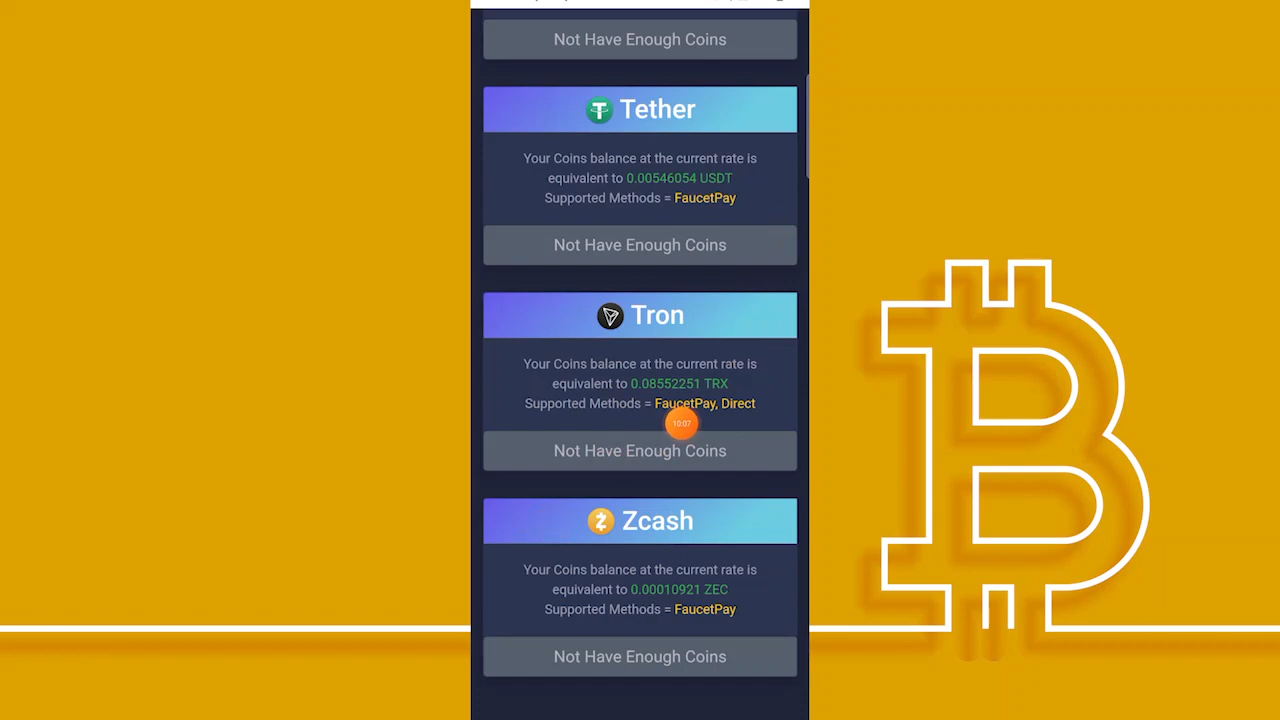 Not Have Enough Coins
Tether
Your Coins balance at the current rate is
equivalent to 0.00546054 USDT
Supported Methods = FaucetPay
Not Have Enough Coins
Tron
Your Coins balance at the current rate is
equivalent to 0.08552251 TRX
Supported Methods = FaucetPay, Direct
10:07
Not Have Enough Coins
Zcash
Your Coins balance at the current rate is
equivalent to 0.00010921 ZEC
Supported Methods = FaucetPay
Not Have Enough Coins